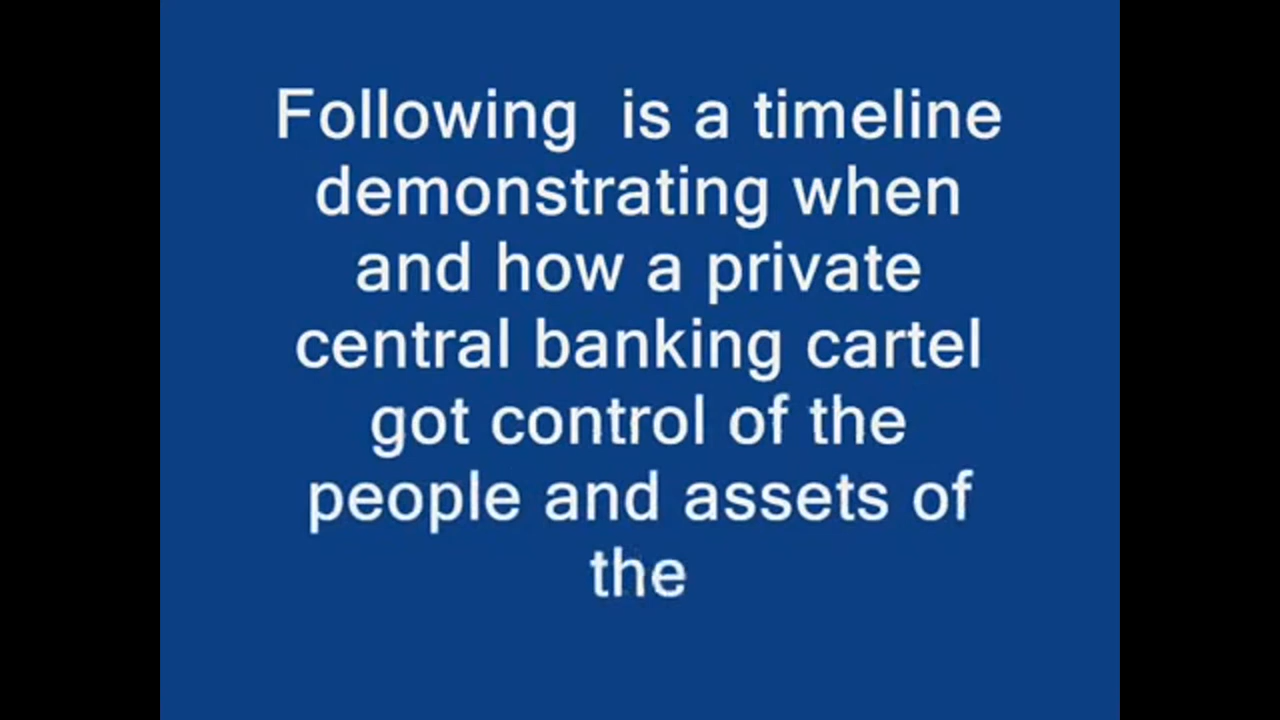 Following  is a timeline
demonstrating when
and how a private
central banking cartel
got control of the
people and assets of
the